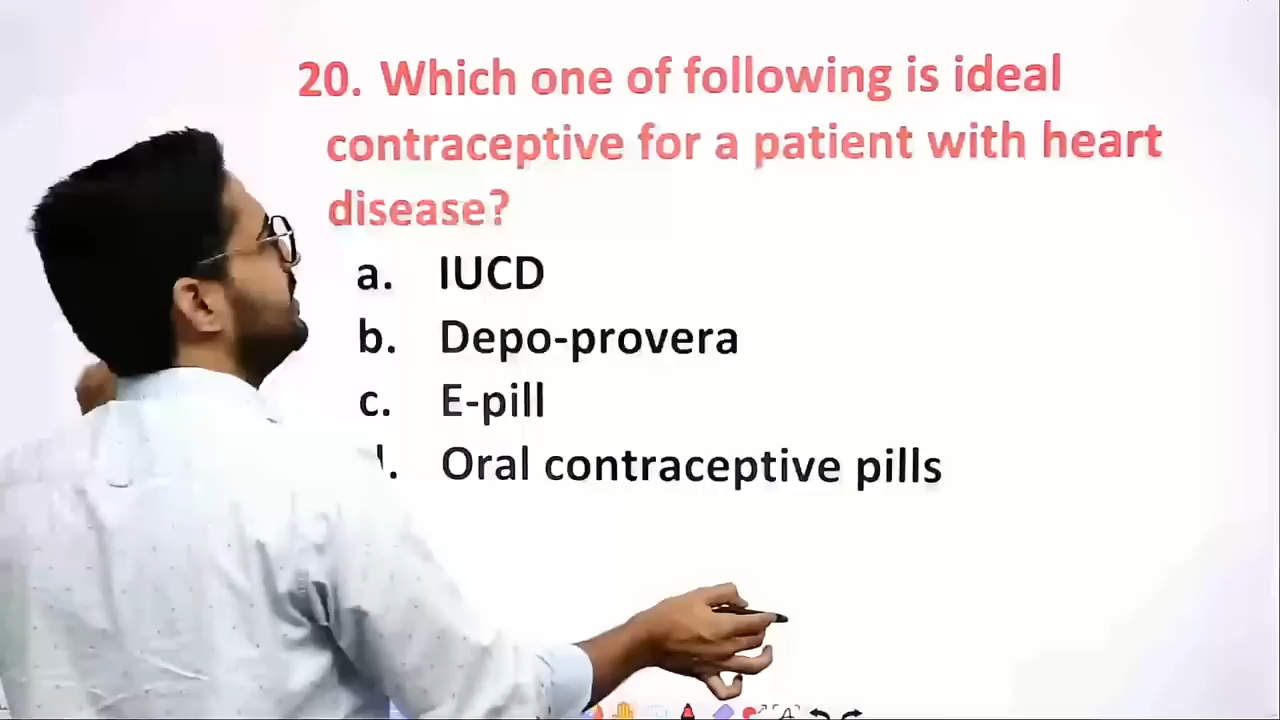 20. Which one of following is ideal
contraceptive for a patient with heart
disease?
a. IUCD
b. Depo-provera
c. E-pill
. Oral contraceptive pills